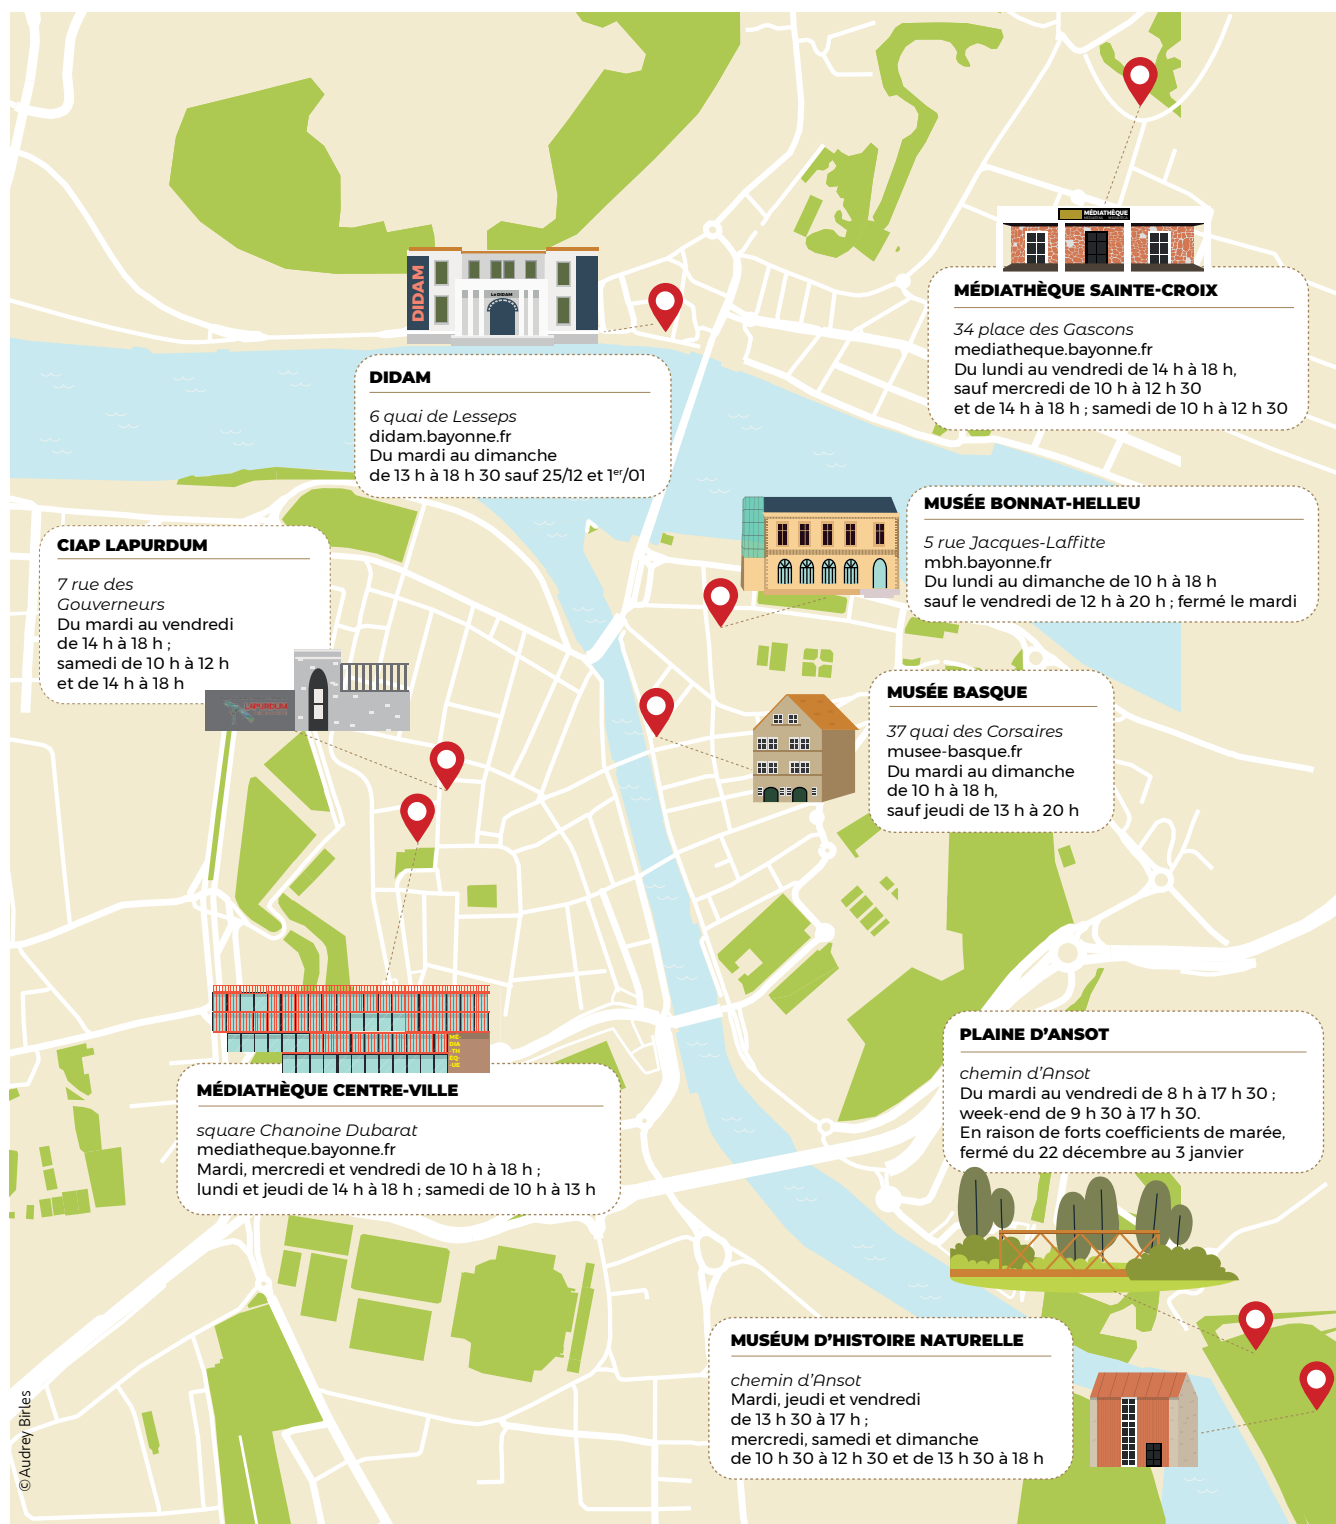 MÉDIATHÈQUE
MÉDIATHÈQUE SAINTE-CROIX
34 place des Gascons
mediatheque.bayonne.fr
Du lundi au vendredi de 14 h à 18 h,
sauf mercredi de 10 h à 12 h 30
et de 14 h à 18 h ; samedi de 10 h à 12 h 30
DIDAM
Le DIDAM
DIDAM
6 quai de Lesseps
didam.bayonne.fr
Du mardi au dimanche
de 13 h à 18 h 30 sauf 25/12 et 1er/01
MUSÉE BONNAT-HELLEU
5 rue Jacques-Laffitte
mbh.bayonne.fr
Du lundi au dimanche de 10 h à 18 h
sauf le vendredi de 12 h à 20 h ; fermé le mardi
CIAP LAPURDUM
7 rue des
Gouverneurs
Du mardi au vendredi
de 14 h à 18 h ;
samedi de 10 h à 12 h
et de 14 h à 18 h
LAPURDUM
MUSÉE BASQUE
37 quai des Corsaires
musee-basque.fr
Du mardi au dimanche
de 10 h à 18 h,
sauf jeudi de 13 h à 20 h
MÉ-
DIA
-TH
ÈQ-
-UE
MÉDIATHÈQUE CENTRE-VILLE
square Chanoine Dubarat
mediatheque.bayonne.fr
Mardi, mercredi et vendredi de 10 h à 18 h ;
lundi et jeudi de 14 h à 18 h ; samedi de 10 h à 13 h
PLAINE D’ANSOT
chemin d’Ansot
Du mardi au vendredi de 8 h à 17 h 30 ;
week-end de 9 h 30 à 17 h 30.
En raison de forts coefficients de marée,
fermé du 22 décembre au 3 janvier
MUSÉUM D’HISTOIRE NATURELLE
chemin d’Ansot
Mardi, jeudi et vendredi
de 13 h 30 à 17 h ;
mercredi, samedi et dimanche
de 10 h 30 à 12 h 30 et de 13 h 30 à 18 h
© Audrey Birles